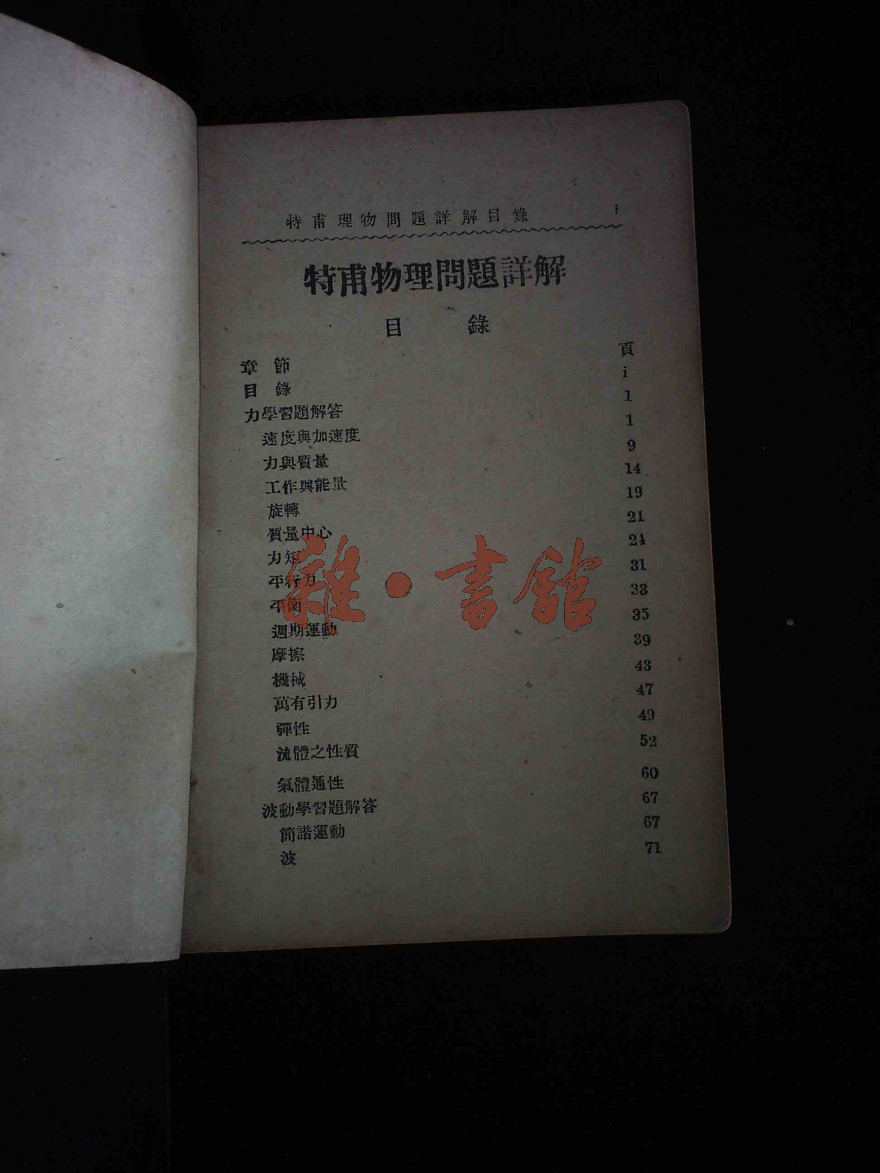 特甫理物問題詳解目錄 i
特甫物理問題詳解
目 錄
章 節 頁
目 錄 i
力學習題解答 1
速度與加速度 1
力與質量 9
工作與能量 14
旋轉 19
質量中心 21
力矩 24
平行力 31
平衡 33
週期運動 35
摩擦 39
機械 43
萬有引力 47
彈性 49
流體之性質 52
氣體通性 60
波動學習題解答 67
簡諧運動 67
波 71
雜·書館